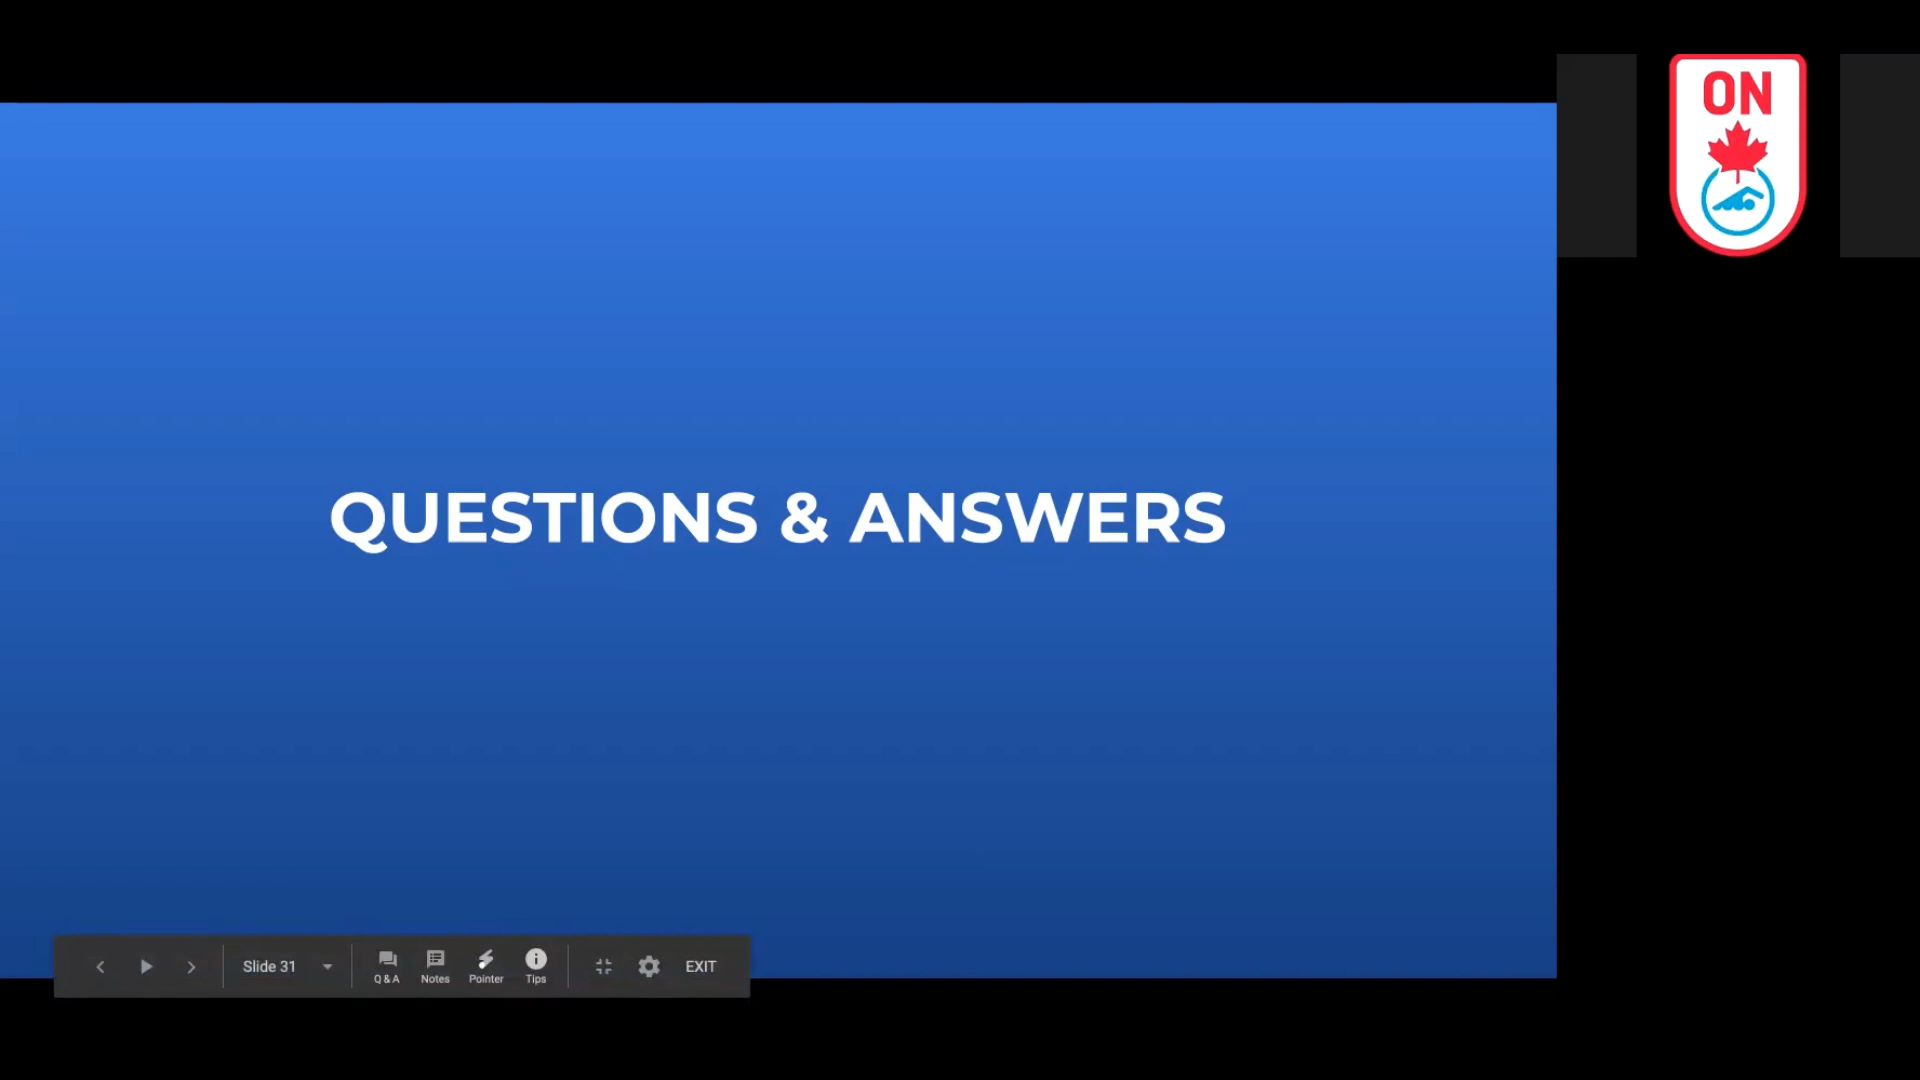 ON
QUESTIONS & ANSWERS
Slide 31
Q & A
Notes
Pointer
Tips
EXIT